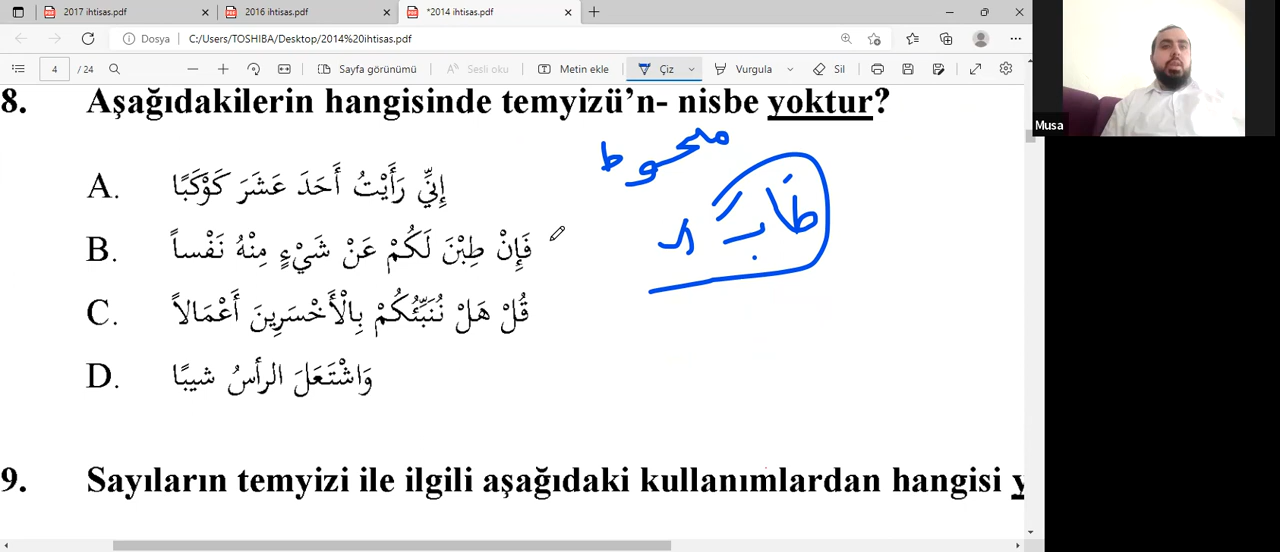 2017 ihtisas.pdf
2016 ihtisas.pdf
*2014 ihtisas.pdf
Dosya
C:/Users/TOSHIBA/Desktop/2014%20ihtisas.pdf
4 / 24
Sayfa görünümü
Sesli oku
Metin ekle
Çiz
Vurgula
Sil
Musa
8. Aşağıdakilerin hangisinde temyizü’n- nisbe yoktur?
ملحوظ
طَابَ
A. إِنِّي رَأَيْتُ أَحَدَ عَشَرَ كَوْكَبًا
B. فَإِنْ طِبْنَ لَكُمْ عَنْ شَيْءٍ مِنْهُ نَفْساً
C. قُلْ هَلْ نُنَبِّئُكُمْ بِالْأَخْسَرِينَ أَعْمَالاً
D. وَاشْتَعَلَ الرأسُ شيبًا
9. Sayıların temyizi ile ilgili aşağıdaki kullanımlardan hangisi y